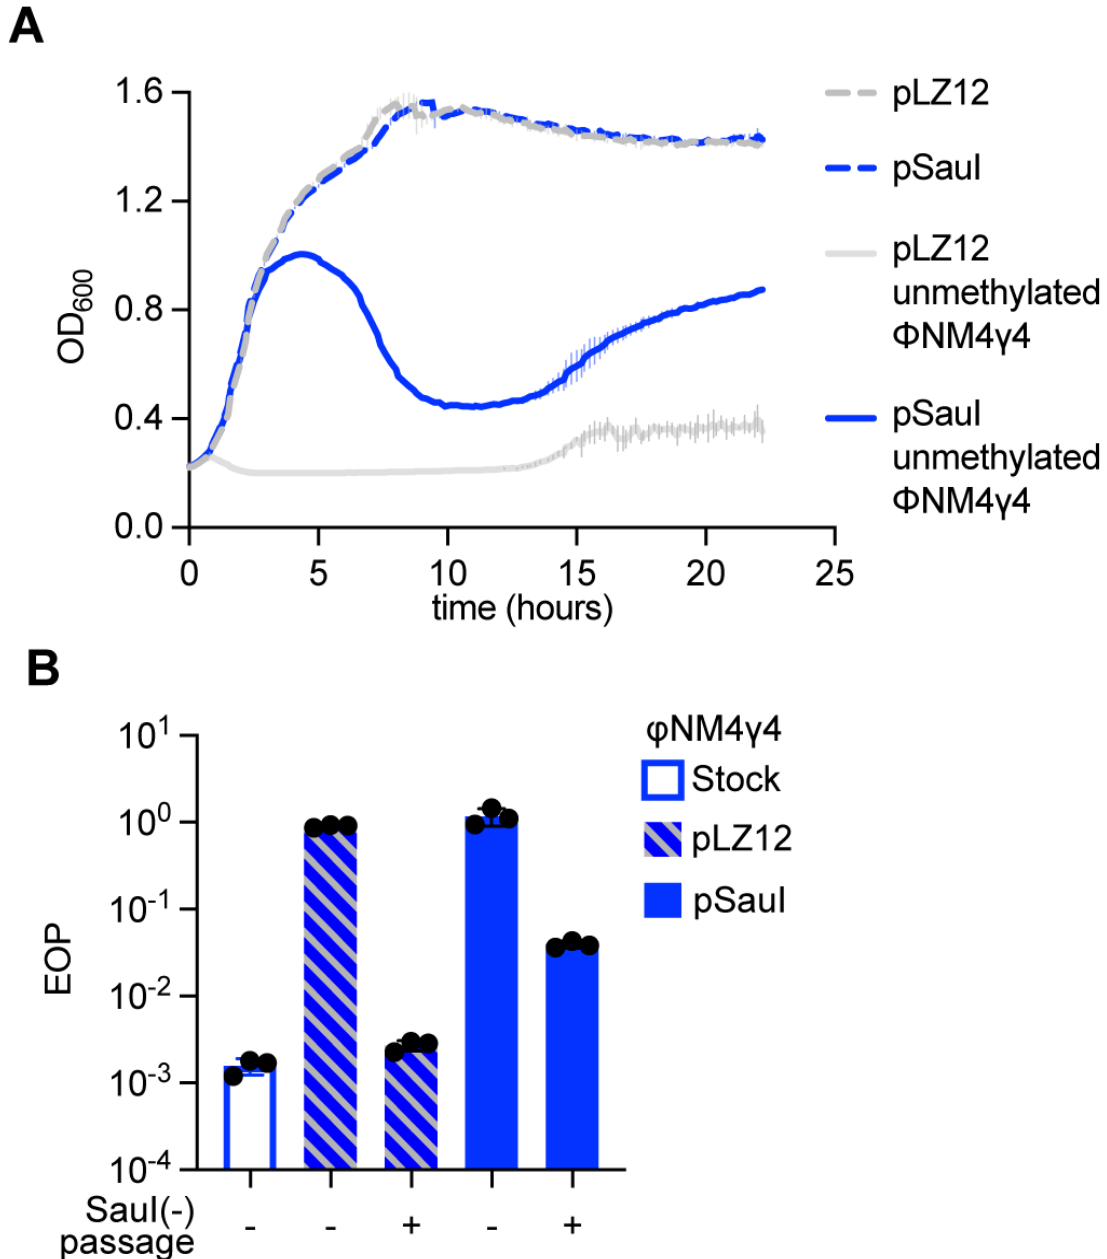 A
1.6
1.2
0.8
0.4
0.0
OD600
0 5 10 15 20 25
time (hours)
pLZ12
pSauI
pLZ12
unmethylated
ΦNM4γ4
pSauI
unmethylated
ΦNM4γ4
B
10^1
10^0
10^-1
10^-2
10^-3
10^-4
EOP
SauI(-)
passage
- - + - +
φNM4γ4
Stock
pLZ12
pSauI